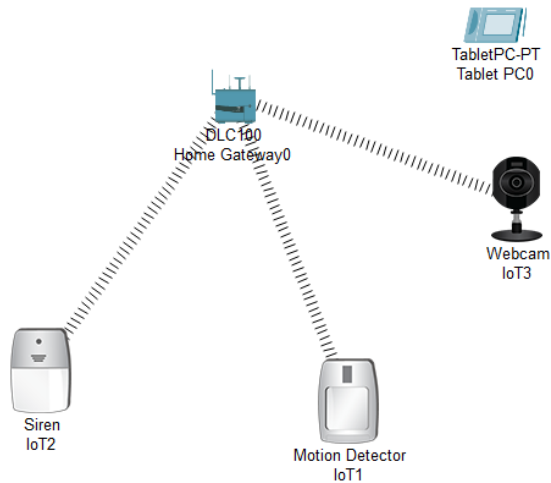 TabletPC-PT
Tablet PC0
DLC100
Home Gateway0
Webcam
IoT3
Siren
IoT2
Motion Detector
IoT1